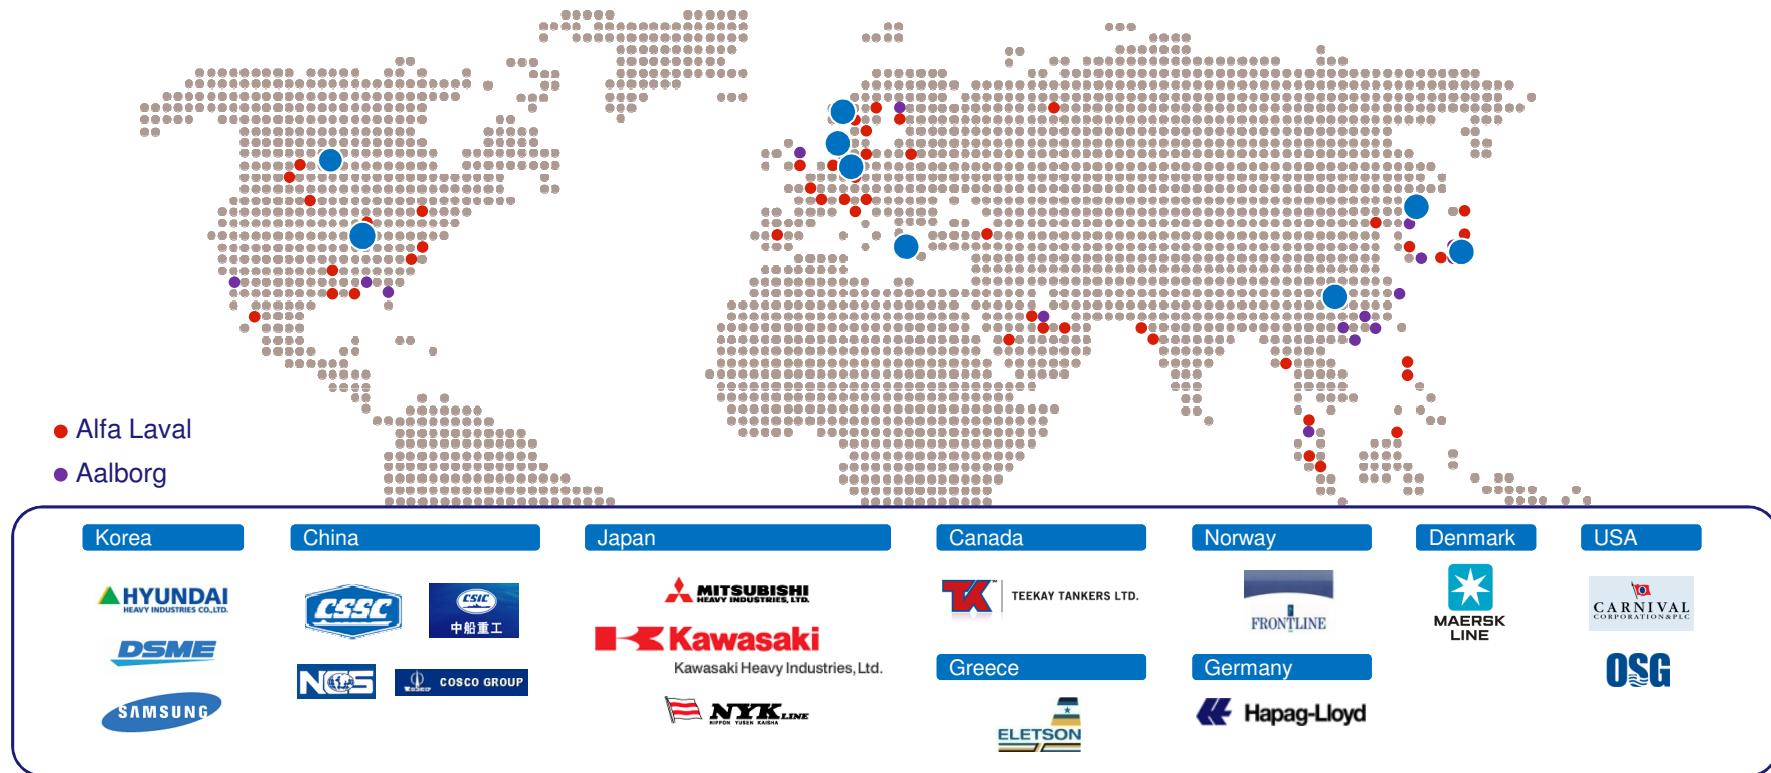 Alfa Laval
Aalborg
Korea
HYUNDAI
HEAVY INDUSTRIES CO.,LTD.
DSME
SAMSUNG
China
CSSC
CSIC
中船重工
NCS
COSCO
COSCO GROUP
Japan
MITSUBISHI
HEAVY INDUSTRIES, LTD.
Kawasaki
Kawasaki Heavy Industries, Ltd.
NYK LINE
NIPPON YUSEN KAISHA
Canada
TK™
TEEKAY TANKERS LTD.
Greece
ELETSON
Norway
FRONTLINE
Germany
Hapag-Lloyd
Denmark
MAERSK
LINE
USA
CARNIVAL
CORPORATION&PLC
OSG